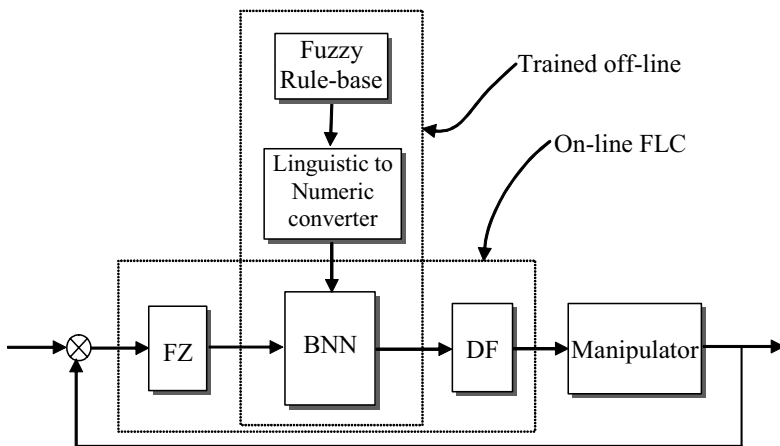 Fuzzy
Rule-base
Trained off-line
On-line FLC
Linguistic to
Numeric
converter
FZ
BNN
DF
Manipulator